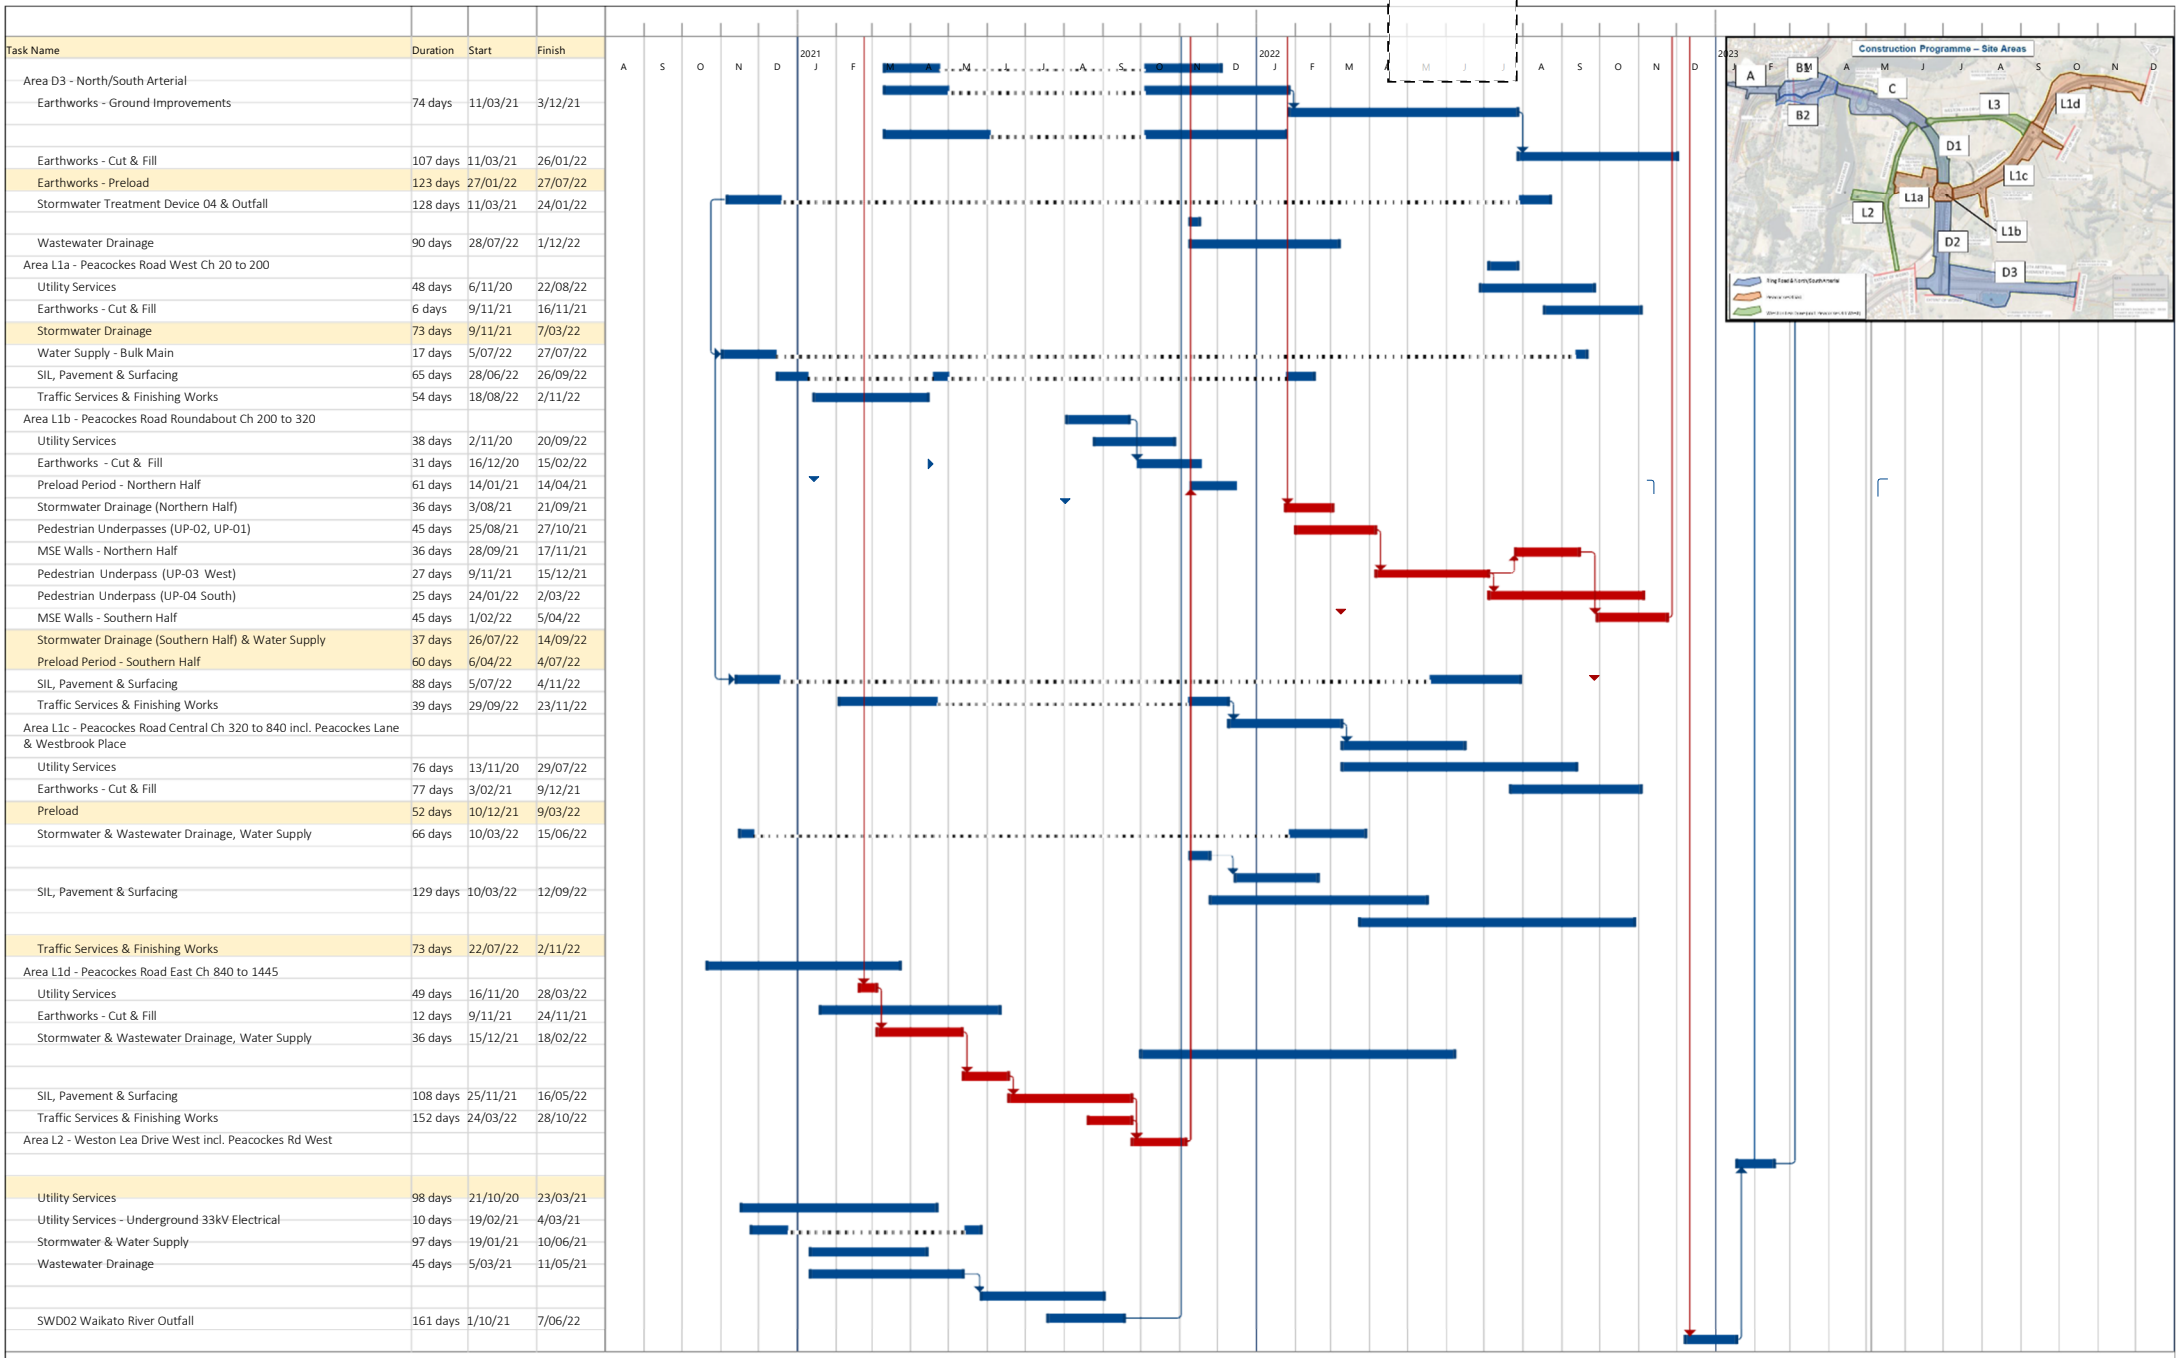 Task Name Duration Start Finish
2021 2022 2023
A S O N D J F M A M J J A S O N D J F M A M J J A S O N D J F M A M J J A S O N D
Area D3 - North/South Arterial
Earthworks - Ground Improvements 74 days 11/03/21 3/12/21
Earthworks - Cut & Fill 107 days 11/03/21 26/01/22
Earthworks - Preload 123 days 27/01/22 27/07/22
Stormwater Treatment Device 04 & Outfall 128 days 11/03/21 24/01/22
Wastewater Drainage 90 days 28/07/22 1/12/22
Area L1a - Peacockes Road West Ch 20 to 200
Utility Services 48 days 6/11/20 22/08/22
Earthworks - Cut & Fill 6 days 9/11/21 16/11/21
Stormwater Drainage 73 days 9/11/21 7/03/22
Water Supply - Bulk Main 17 days 5/07/22 27/07/22
SIL, Pavement & Surfacing 65 days 28/06/22 26/09/22
Traffic Services & Finishing Works 54 days 18/08/22 2/11/22
Area L1b - Peacockes Road Roundabout Ch 200 to 320
Utility Services 38 days 2/11/20 20/09/22
Earthworks - Cut & Fill 31 days 16/12/20 15/02/22
Preload Period - Northern Half 61 days 14/01/21 14/04/21
Stormwater Drainage (Northern Half) 36 days 3/08/21 21/09/21
Pedestrian Underpasses (UP-02, UP-01) 45 days 25/08/21 27/10/21
MSE Walls - Northern Half 36 days 28/09/21 17/11/21
Pedestrian Underpass (UP-03 West) 27 days 9/11/21 15/12/21
Pedestrian Underpass (UP-04 South) 25 days 24/01/22 2/03/22
MSE Walls - Southern Half 45 days 1/02/22 5/04/22
Stormwater Drainage (Southern Half) & Water Supply 37 days 26/07/22 14/09/22
Preload Period - Southern Half 60 days 6/04/22 4/07/22
SIL, Pavement & Surfacing 88 days 5/07/22 4/11/22
Traffic Services & Finishing Works 39 days 29/09/22 23/11/22
Area L1c - Peacockes Road Central Ch 320 to 840 incl. Peacockes Lane
& Westbrook Place
Utility Services 76 days 13/11/20 29/07/22
Earthworks - Cut & Fill 77 days 3/02/21 9/12/21
Preload 52 days 10/12/21 9/03/22
Stormwater & Wastewater Drainage, Water Supply 66 days 10/03/22 15/06/22
SIL, Pavement & Surfacing 129 days 10/03/22 12/09/22
Traffic Services & Finishing Works 73 days 22/07/22 2/11/22
Area L1d - Peacockes Road East Ch 840 to 1445
Utility Services 49 days 16/11/20 28/03/22
Earthworks - Cut & Fill 12 days 9/11/21 24/11/21
Stormwater & Wastewater Drainage, Water Supply 36 days 15/12/21 18/02/22
SIL, Pavement & Surfacing 108 days 25/11/21 16/05/22
Traffic Services & Finishing Works 152 days 24/03/22 28/10/22
Area L2 - Weston Lea Drive West incl. Peacockes Rd West
Utility Services 98 days 21/10/20 23/03/21
Utility Services - Underground 33kV Electrical 10 days 19/02/21 4/03/21
Stormwater & Water Supply 97 days 19/01/21 10/06/21
Wastewater Drainage 45 days 5/03/21 11/05/21
SWD02 Waikato River Outfall 161 days 1/10/21 7/06/22
Construction Programme – Site Areas
A
B1
B2
C
L3
L1d
D1
L1c
L1a
L2
L1b
D2
D3